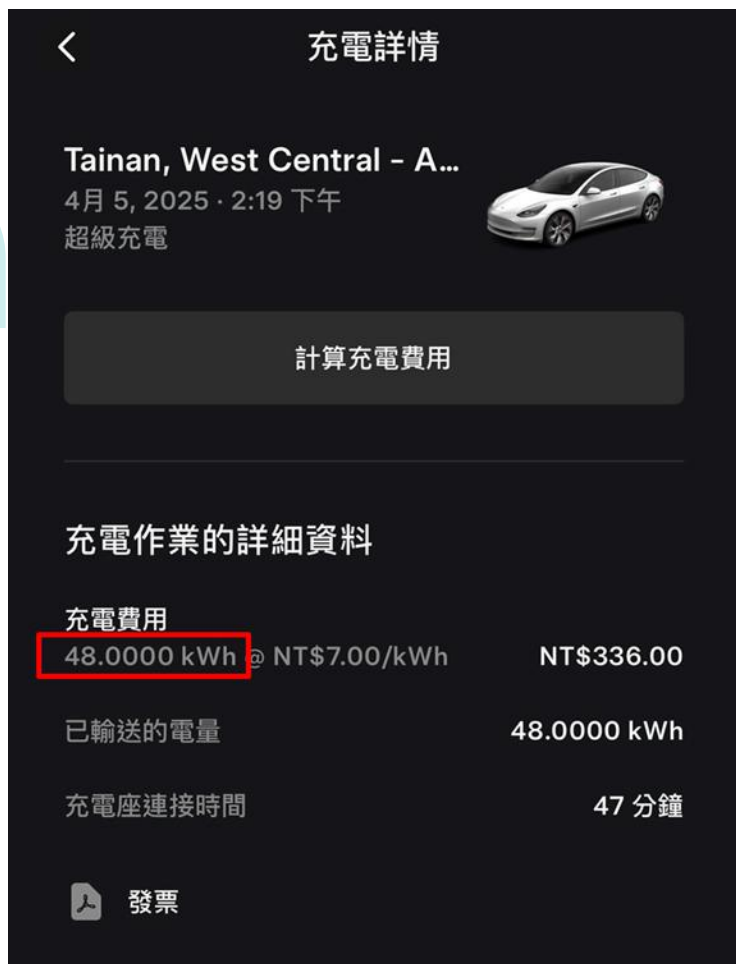 充電詳情
Tainan, West Central - A...
4月 5, 2025 · 2:19 下午
超級充電
計算充電費用
充電作業的詳細資料
充電費用
48.0000 kWh @ NT$7.00/kWh NT$336.00
已輸送的電量 48.0000 kWh
充電座連接時間 47 分鐘
發票